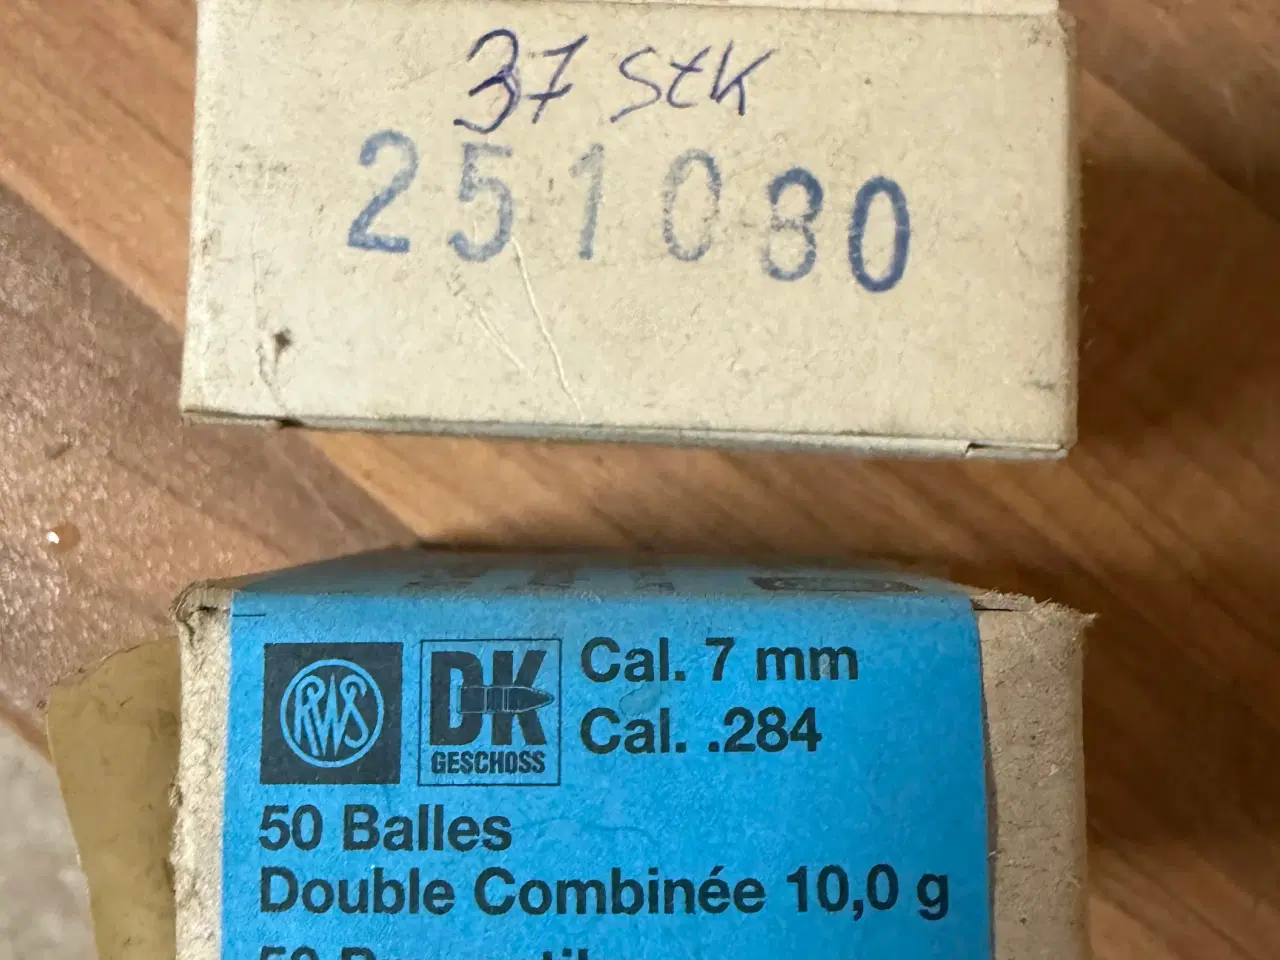 37 stk
251080
RWS
DK
GESCHOSS
Cal. 7 mm
Cal. .284
50 Balles
Double Combinée 10,0 g